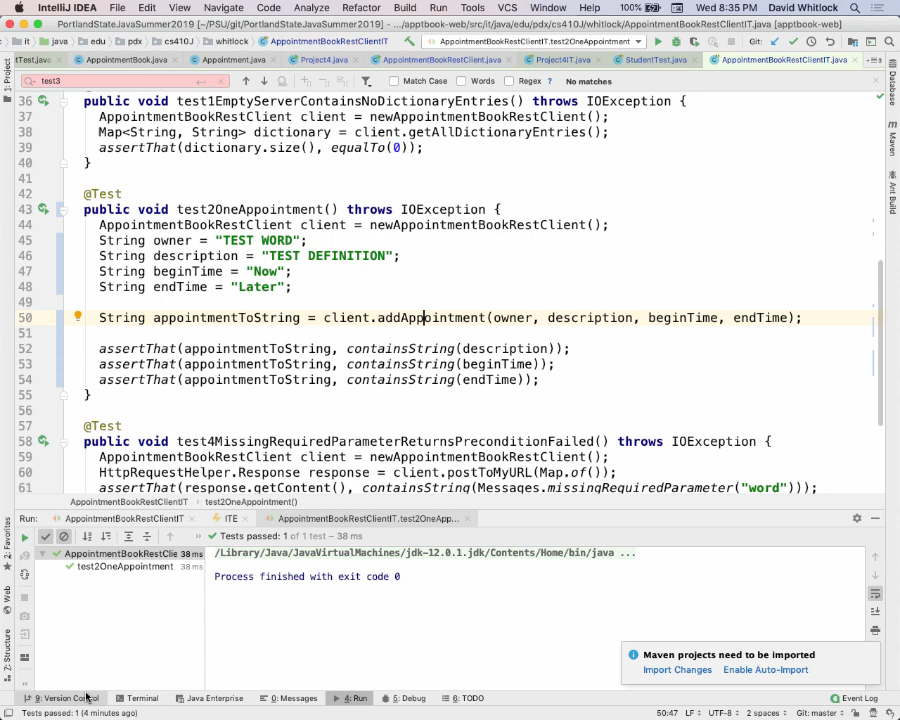 IntelliJ IDEA File Edit View Navigate Code Analyze Refactor Build Run Tools VCS Window Help 100% Wed 8:35 PM David Whitlock
PortlandStateJavaSummer2019 [~/PSU/git/PortlandStateJavaSummer2019] - .../apptbook-web/src/it/java/edu/pdx/cs410J/whitlock/AppointmentBookRestClientIT.java [apptbook-web]
it java edu pdx cs410J whitlock AppointmentBookRestClientIT AppointmentBookRestClientIT.test2OneAppointment Git:
tTest.java AppointmentBook.java Appointment.java Project4.java AppointmentBookRestClient.java Project4IT.java StudentTest.java AppointmentBookRestClientIT.java
test3 Match Case Words Regex ? No matches
36 public void test1EmptyServerContainsNoDictionaryEntries() throws IOException {
37 AppointmentBookRestClient client = newAppointmentBookRestClient();
38 Map<String, String> dictionary = client.getAllDictionaryEntries();
39 assertThat(dictionary.size(), equalTo(0));
40 }
41
42 @Test
43 public void test2OneAppointment() throws IOException {
44 AppointmentBookRestClient client = newAppointmentBookRestClient();
45 String owner = "TEST WORD";
46 String description = "TEST DEFINITION";
47 String beginTime = "Now";
48 String endTime = "Later";
49
50 String appointmentToString = client.addAppointment(owner, description, beginTime, endTime);
51
52 assertThat(appointmentToString, containsString(description));
53 assertThat(appointmentToString, containsString(beginTime));
54 assertThat(appointmentToString, containsString(endTime));
55 }
56
57 @Test
58 public void test4MissingRequiredParameterReturnsPreconditionFailed() throws IOException {
59 AppointmentBookRestClient client = newAppointmentBookRestClient();
60 HttpRequestHelper.Response response = client.postToMyURL(Map.of());
61 assertThat(response.getContent(), containsString(Messages.missingRequiredParameter("word")));
AppointmentBookRestClientIT test2OneAppointment()
Run: AppointmentBookRestClientIT ITE AppointmentBookRestClientIT.test2OneApp...
Tests passed: 1 of 1 test – 38 ms
AppointmentBookRestClie 38 ms
test2OneAppointment 38 ms
/Library/Java/JavaVirtualMachines/jdk-12.0.1.jdk/Contents/Home/bin/java ...
Process finished with exit code 0
Maven projects need to be imported
Import Changes Enable Auto-Import
9: Version Control Terminal Java Enterprise 0: Messages 4: Run 5: Debug 6: TODO Event Log
Tests passed: 1 (4 minutes ago) 50:47 LF UTF-8 2 spaces Git: master
1: Project
2: Favorites
Web
7: Structure
Database
Maven
Ant Build